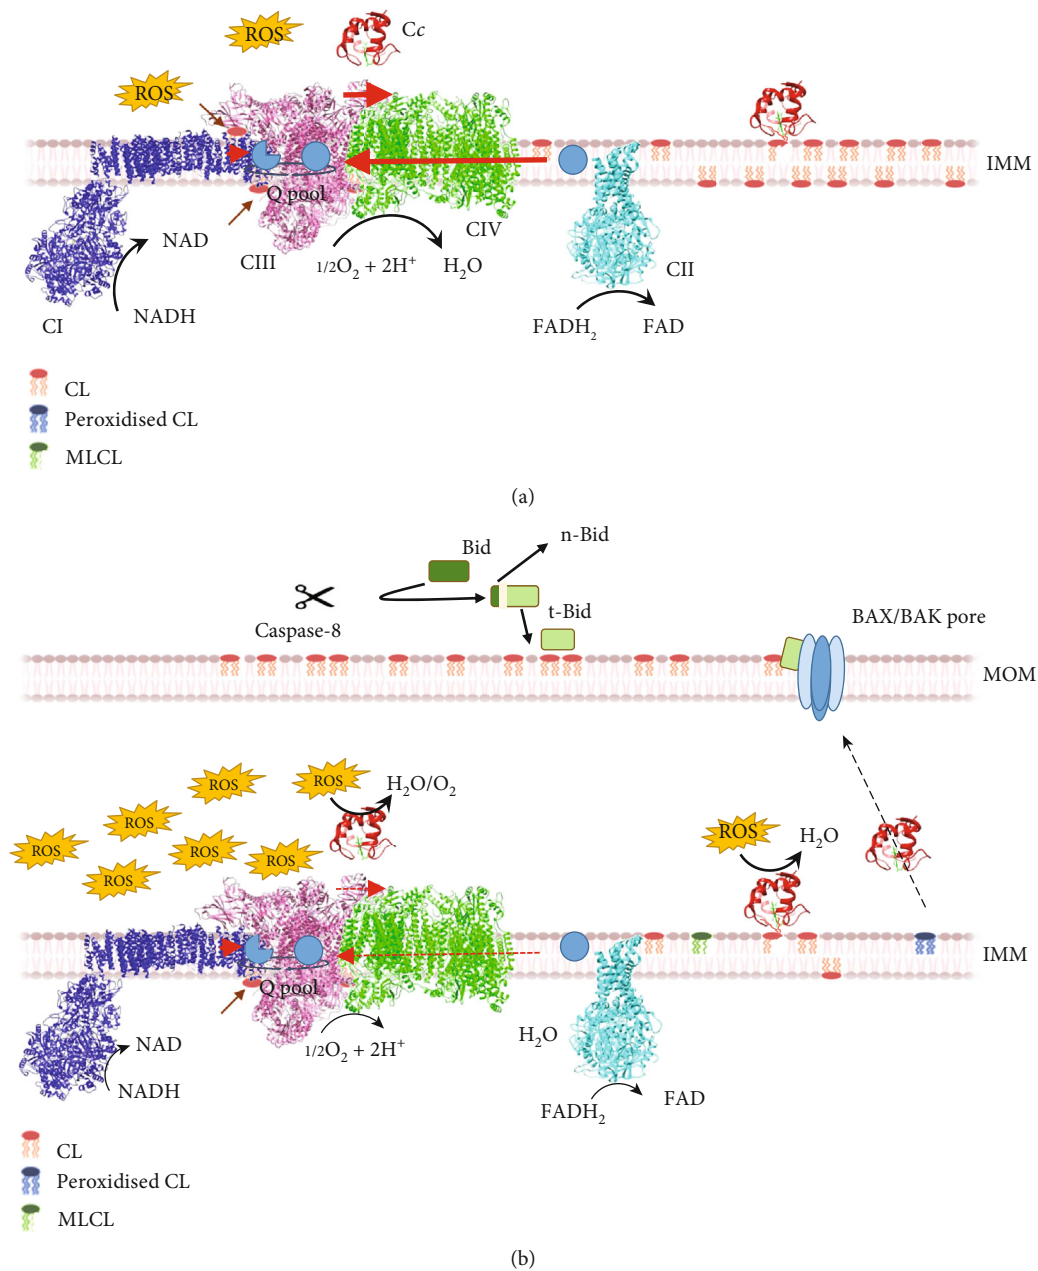 ROS
Cc
ROS
IMM
Q pool
CIV
NAD
CIII
1/2O₂ + 2H⁺
H₂O
CII
CI
NADH
FADH₂
FAD
CL
Peroxidised CL
MLCL
(a)
Bid
n-Bid
t-Bid
Caspase-8
BAX/BAK pore
MOM
ROS
ROS
H₂O/O₂
ROS
ROS
H₂O
ROS
ROS
ROS
ROS
IMM
Q pool
H₂O
NAD
1/2O₂ + 2H⁺
NADH
FADH₂
FAD
CL
Peroxidised CL
MLCL
(b)